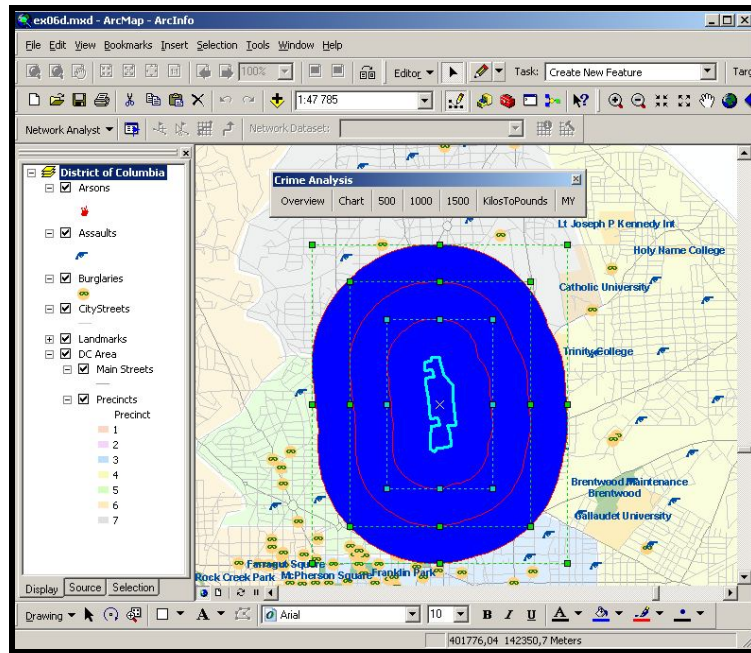 ex06d.mxd - ArcMap - ArcInfo
File Edit View Bookmarks Insert Selection Tools Window Help
100% Editor Task: Create New Feature Targ
1:47 785
Network Analyst Network Dataset:
District of Columbia
Arsons
Assaults
Burglaries
CityStreets
Landmarks
DC Area
Main Streets
Precincts
Precinct
1
2
3
4
5
6
7
Display Source Selection
Crime Analysis
Overview Chart 500 1000 1500 KilosToPounds MY
Lt Joseph P Kennedy Int
Holy Name College
Catholic University
Trinity College
Brentwood Maintenance
Brentwood
Gallaudet University
Farragut Square
Rock Creek Park McPherson Square Franklin Park
Drawing A Arial 10 B I U A
401776,04 142350,7 Meters